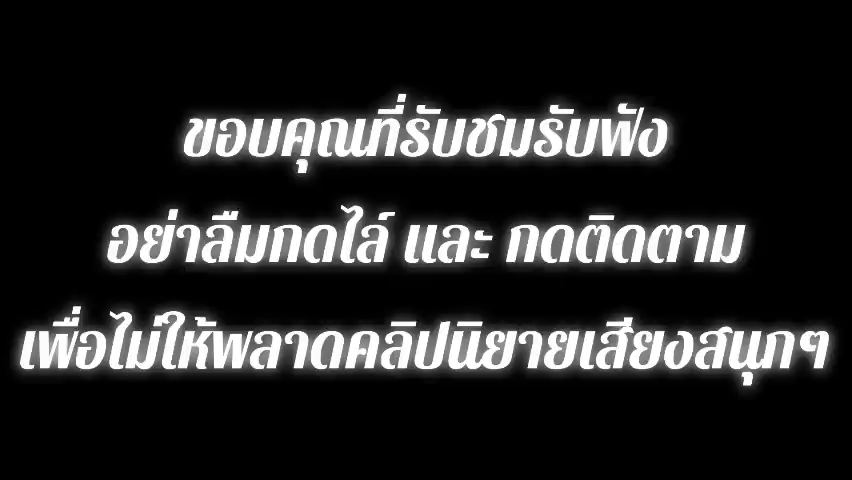 ขอบคุณที่รับชมรับฟัง
อย่าลืมกดไล์ และ กดติดตาม
เพื่อไม่ให้พลาดคลิปนิยายเสียงสนุกๆ